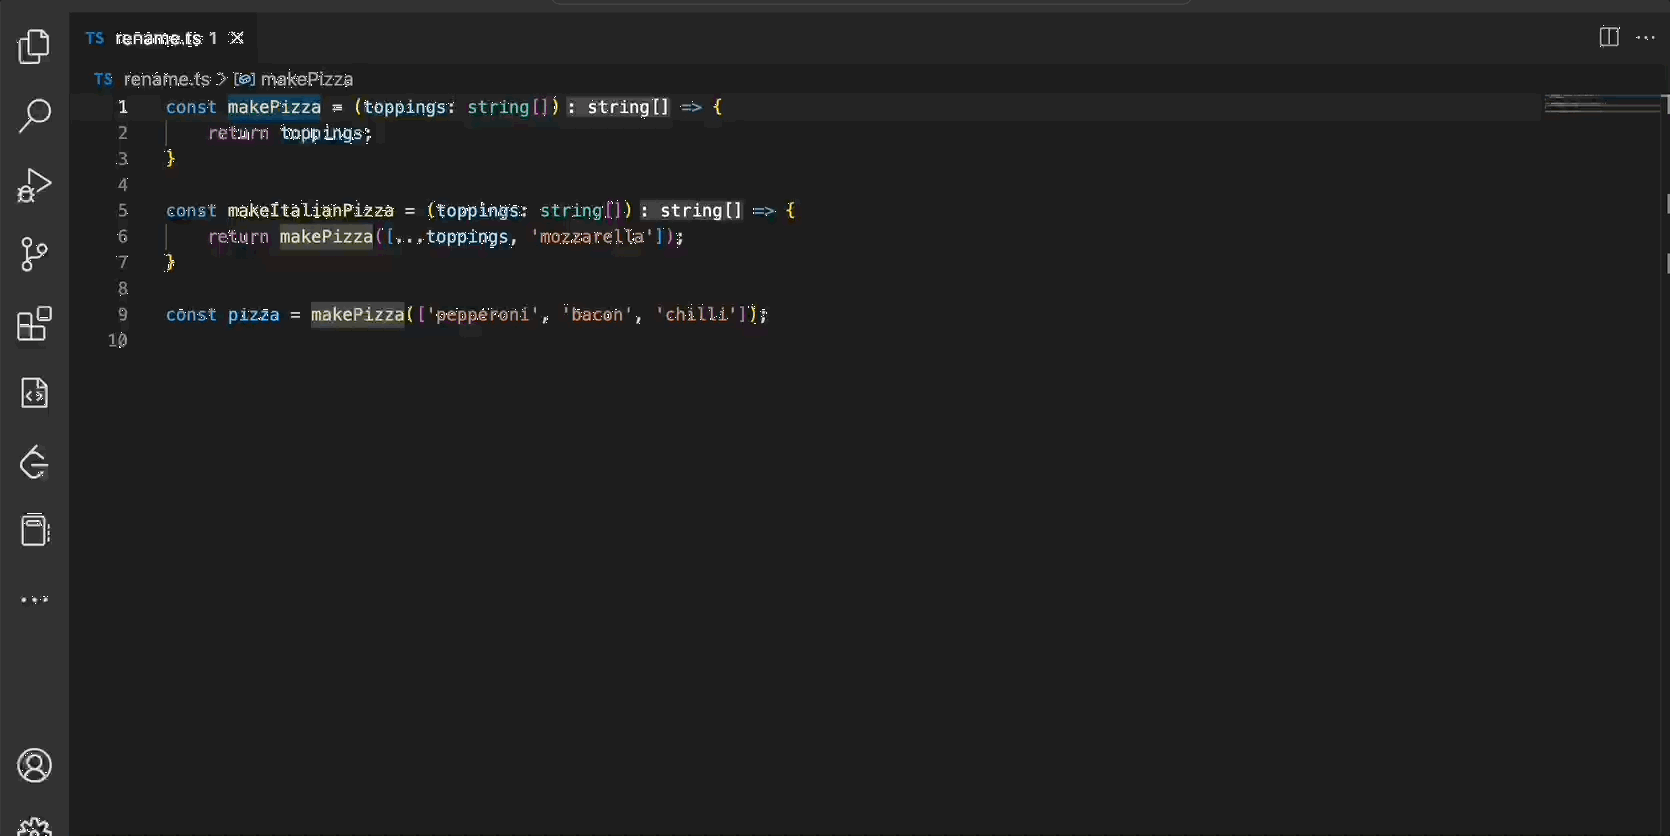 TS rename.ts 1
TS rename.ts > makePizza
1 const makePizza = (toppings: string[]): string[] => {
2 return toppings;
3 }
4
5 const makeItalianPizza = (toppings: string[]): string[] => {
6 return makePizza([...toppings, 'mozzarella']);
7 }
8
9 const pizza = makePizza(['pepperoni', 'bacon', 'chilli']);
10